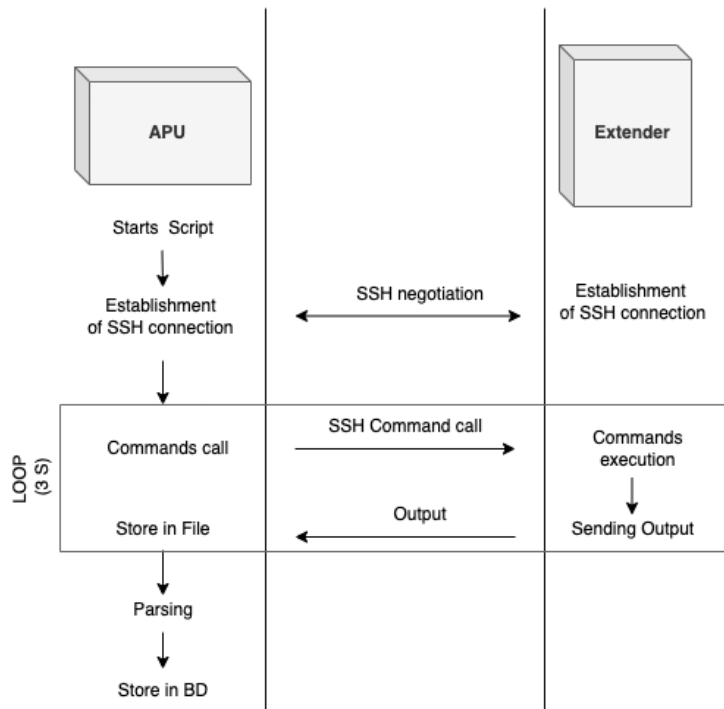 APU
Extender
Starts Script
Establishment
of SSH connection
SSH negotiation
Establishment
of SSH connection
LOOP
(3 S)
Commands call
SSH Command call
Commands
execution
Store in File
Output
Sending Output
Parsing
Store in BD